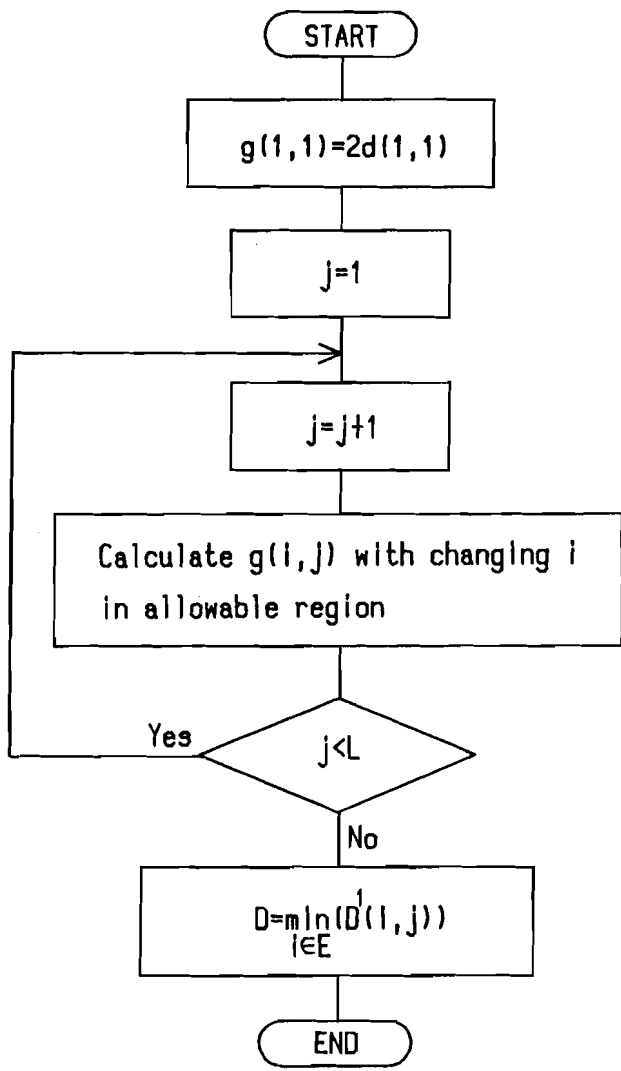 START
g(1,1)=2d(1,1)
j=1
j=j+1
Calculate g(i,j) with changing i
in allowable region
Yes
j<L
No
D=min(D'(i,j))
i∈E
END